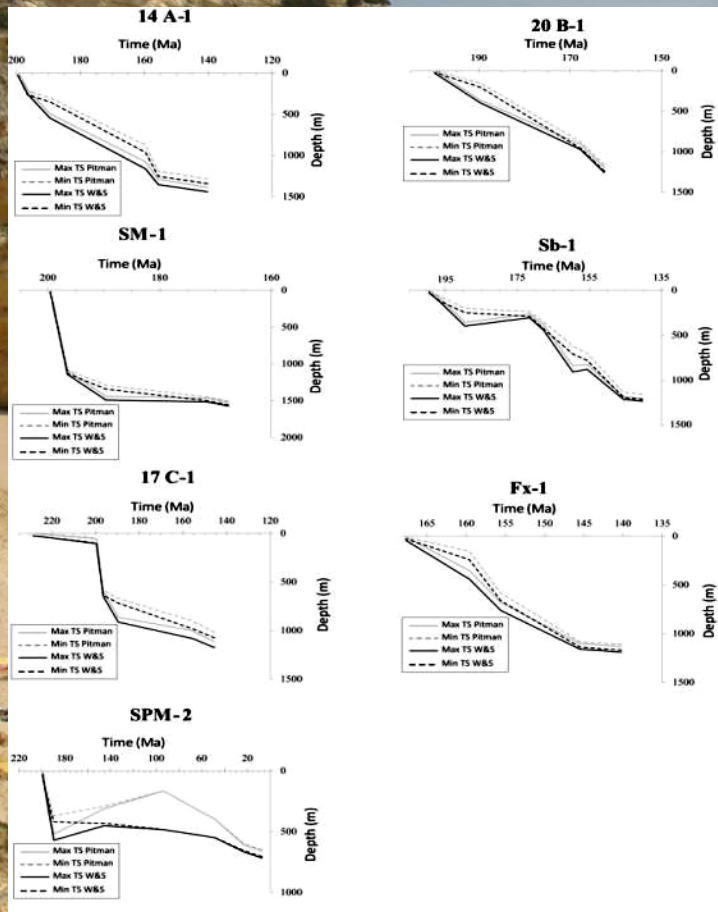 14 A-1
Time (Ma)
200 180 160 140 120
0
500
1000
1500
Depth (m)
Max TS Pitman
Min TS Pitman
Max TS W&S
Min TS W&S
20 B-1
Time (Ma)
190 170 150
0
500
1000
1500
Depth (m)
Max TS Pitman
Min TS Pitman
Max TS W&S
Min TS W&S
SM-1
Time (Ma)
200 180 160
0
500
1000
1500
2000
Depth (m)
Max TS Pitman
Min TS Pitman
Max TS W&S
Min TS W&S
Sb-1
Time (Ma)
195 175 155 135
0
500
1000
1500
Depth (m)
Max TS Pitman
Min TS Pitman
Max TS W&S
Min TS W&S
17 C-1
Time (Ma)
220 200 180 160 140 120
0
500
1000
1500
Depth (m)
Max TS Pitman
Min TS Pitman
Max TS W&S
Min TS W&S
Fx-1
Time (Ma)
165 160 155 150 145 140 135
0
500
1000
1500
Depth (m)
Max TS Pitman
Min TS Pitman
Max TS W&S
Min TS W&S
SPM-2
Time (Ma)
220 180 140 100 60 20
0
500
1000
Depth (m)
Max TS Pitman
Min TS Pitman
Max TS W&S
Min TS W&S